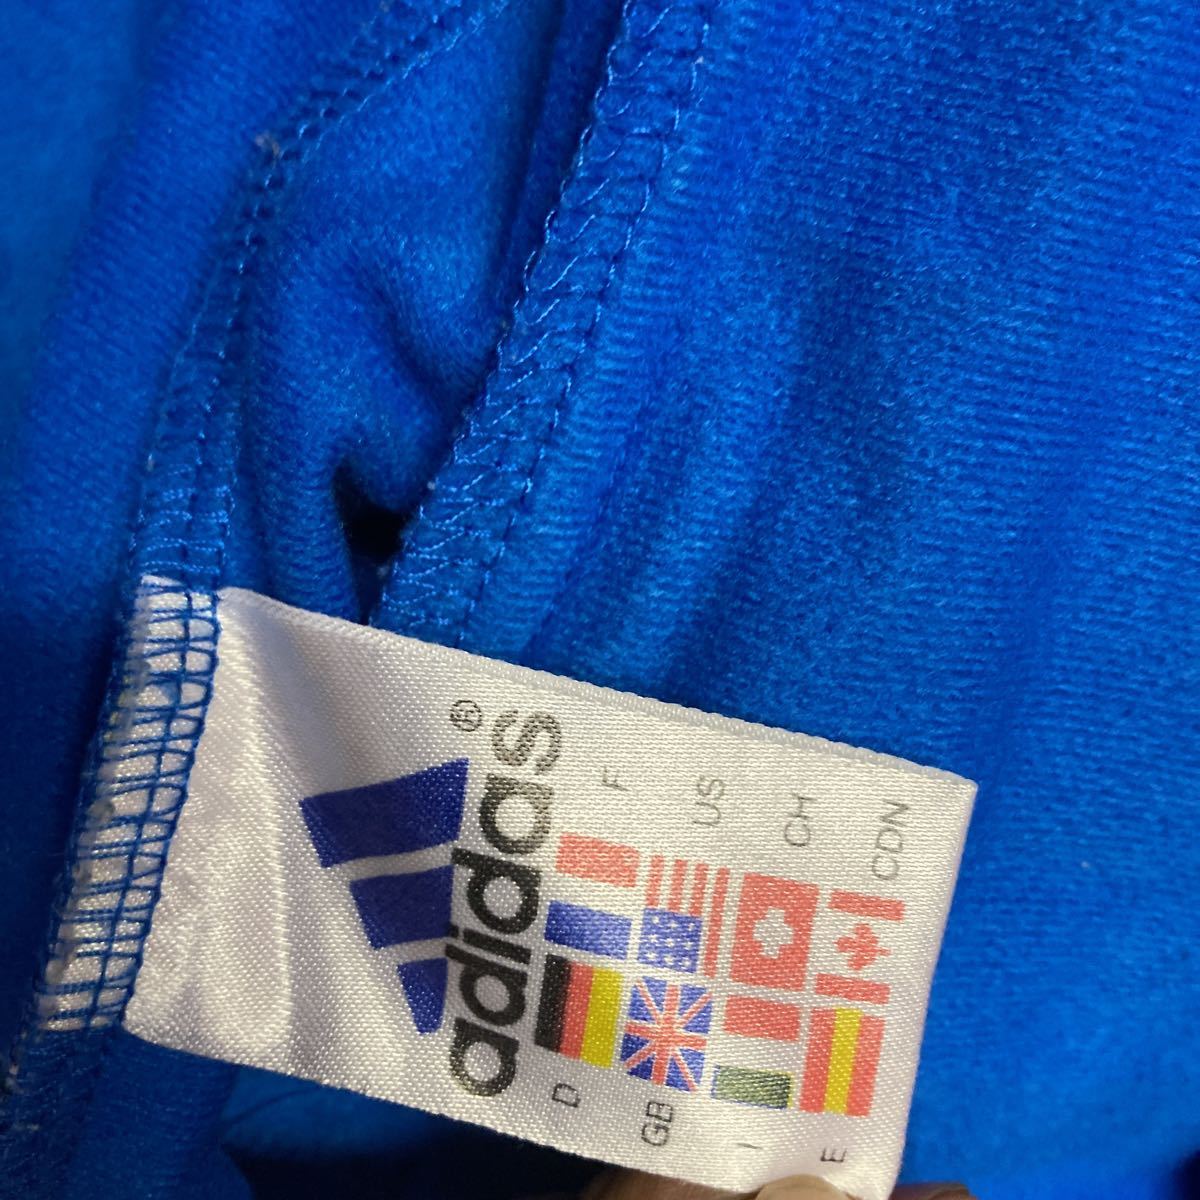 adidas®
D F
GB US
I CH
E CDN